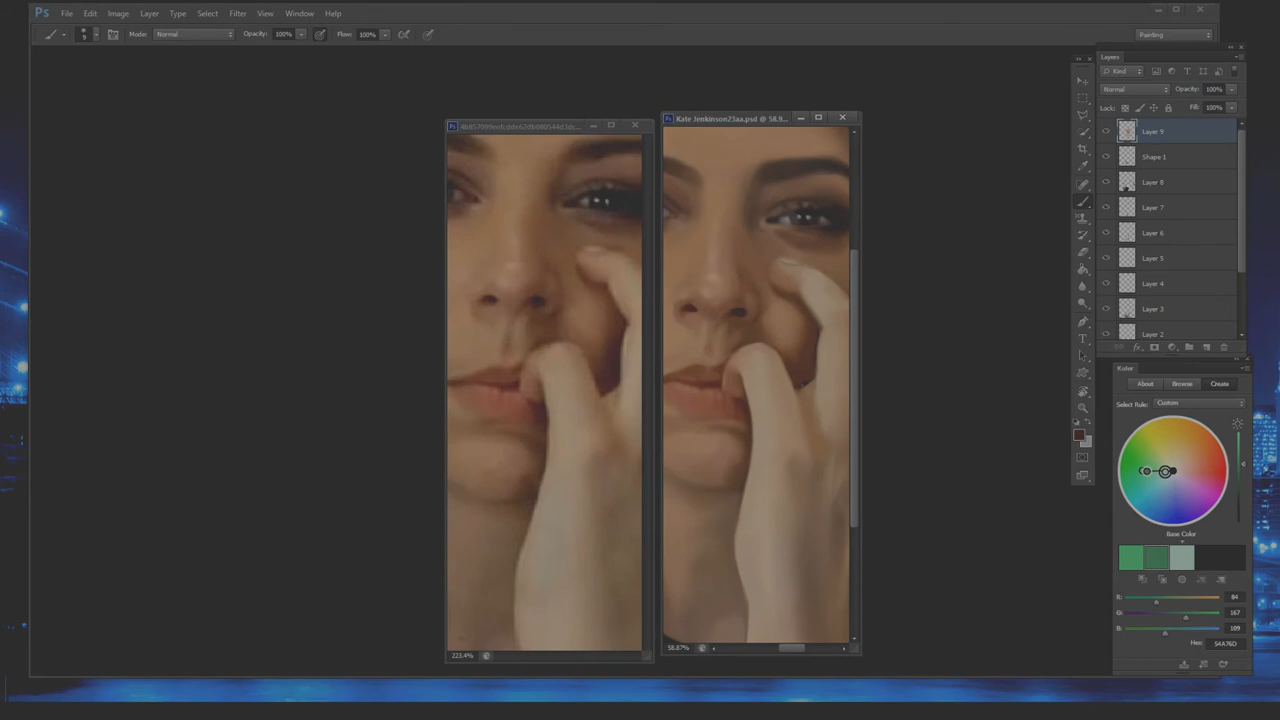 Ps File Edit Image Layer Type Select Filter View Window Help
9 Mode: Normal Opacity: 100% Flow: 100% Painting
Kate Jenkinson23aa.psd @ 58.9...
223.4%
58.87%
Layers
Kind
Normal Opacity: 100%
Lock: Fill: 100%
Layer 9
Shape 1
Layer 8
Layer 7
Layer 6
Layer 5
Layer 4
Layer 3
Layer 2
Kuler
About Browse Create
Select Rule: Custom
Base Color
R: 84
G: 167
B: 109
Hex: 54A76D